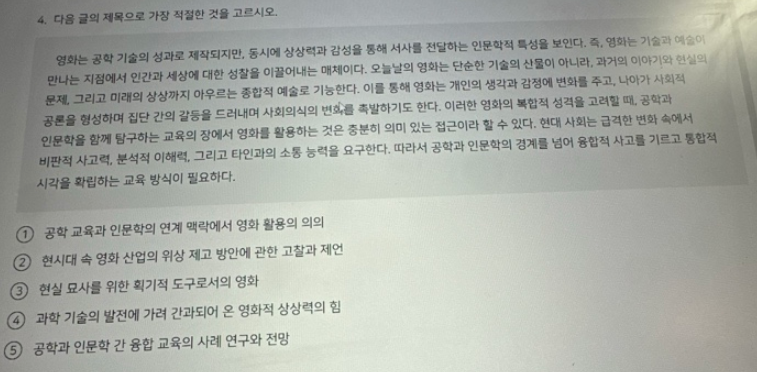 4. 다음 글의 제목으로 가장 적절한 것을 고르시오.
영화는 공학 기술의 성과로 제작되지만, 동시에 상상력과 감성을 통해 서사를 전달하는 인문학적 특성을 보인다. 즉, 영화는 기술과 예술이
만나는 지점에서 인간과 세상에 대한 성찰을 이끌어내는 매체이다. 오늘날의 영화는 단순한 기술의 산물이 아니라, 과거의 이야기와 현실의
문제, 그리고 미래의 상상까지 아우르는 종합적 예술로 기능한다. 이를 통해 영화는 개인의 생각과 감정에 변화를 주고, 나아가 사회적
공론을 형성하며 집단 간의 갈등을 드러내며 사회의식의 변화를 촉발하기도 한다. 이러한 영화의 복합적 성격을 고려할 때, 공학과
인문학을 함께 탐구하는 교육의 장에서 영화를 활용하는 것은 충분히 의미 있는 접근이라 할 수 있다. 현대 사회는 급격한 변화 속에서
비판적 사고력, 분석적 이해력, 그리고 타인과의 소통 능력을 요구한다. 따라서 공학과 인문학의 경계를 넘어 융합적 사고를 기르고 통합적
시각을 확립하는 교육 방식이 필요하다.
① 공학 교육과 인문학의 연계 맥락에서 영화 활용의 의의
② 현시대 속 영화 산업의 위상 제고 방안에 관한 고찰과 제언
③ 현실 묘사를 위한 획기적 도구로서의 영화
④ 과학 기술의 발전에 가려 간과되어 온 영화적 상상력의 힘
⑤ 공학과 인문학 간 융합 교육의 사례 연구와 전망